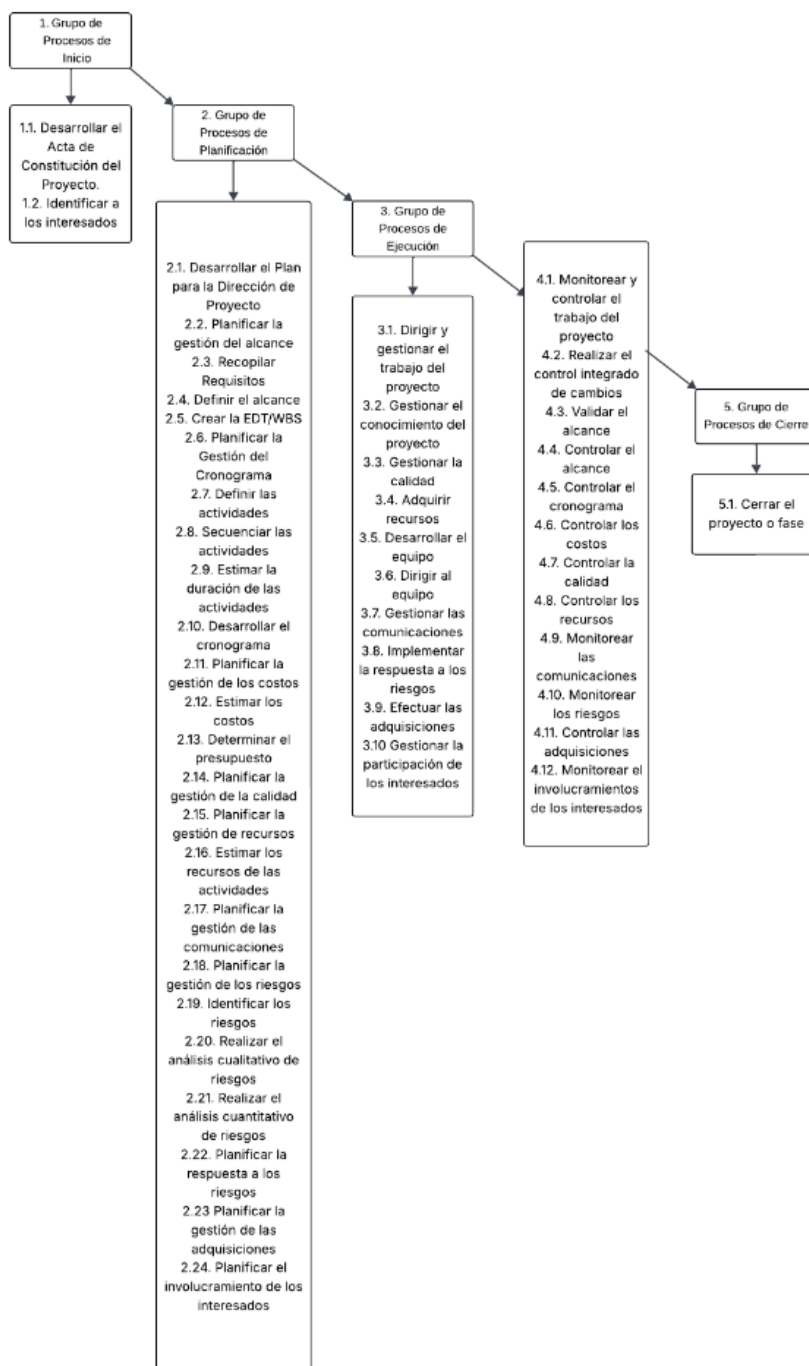 1. Grupo de
Procesos de
Inicio
1.1. Desarrollar el
Acta de
Constitución del
Proyecto.
1.2. Identificar a
los interesados
2. Grupo de
Procesos de
Planificación
2.1. Desarrollar el Plan
para la Dirección de
Proyecto
2.2. Planificar la
gestión del alcance
2.3. Recopilar
Requisitos
2.4. Definir el alcance
2.5. Crear la EDT/WBS
2.6. Planificar la
Gestión del
Cronograma
2.7. Definir las
actividades
2.8. Secuenciar las
actividades
2.9. Estimar la
duración de las
actividades
2.10. Desarrollar el
cronograma
2.11. Planificar la
gestión de los costos
2.12. Estimar los
costos
2.13. Determinar el
presupuesto
2.14. Planificar la
gestión de la calidad
2.15. Planificar la
gestión de recursos
2.16. Estimar los
recursos de las
actividades
2.17. Planificar la
gestión de las
comunicaciones
2.18. Planificar la
gestión de los riesgos
2.19. Identificar los
riesgos
2.20. Realizar el
análisis cualitativo de
riesgos
2.21. Realizar el
análisis cuantitativo
de riesgos
2.22. Planificar la
respuesta a los
riesgos
2.23 Planificar la
gestión de las
adquisiciones
2.24. Planificar el
involucramiento de los
interesados
3. Grupo de
Procesos de
Ejecución
3.1. Dirigir y
gestionar el
trabajo del
proyecto
3.2. Gestionar el
conocimiento del
proyecto
3.3. Gestionar la
calidad
3.4. Adquirir
recursos
3.5. Desarrollar el
equipo
3.6. Dirigir al
equipo
3.7. Gestionar las
comunicaciones
3.8. Implementar
la respuesta a los
riesgos
3.9. Efectuar las
adquisiciones
3.10 Gestionar la
participación de
los interesados
4.1. Monitorear y
controlar el
trabajo del
proyecto
4.2. Realizar el
control integrado
de cambios
4.3. Validar el
alcance
4.4. Controlar el
alcance
4.5. Controlar el
cronograma
4.6. Controlar los
costos
4.7. Controlar la
calidad
4.8. Controlar los
recursos
4.9. Monitorear
las
comunicaciones
4.10. Monitorear
los riesgos
4.11. Controlar las
adquisiciones
4.12. Monitorear el
involucramientos
de los interesados
5. Grupo de
Procesos de Cierre
5.1. Cerrar el
proyecto o fase